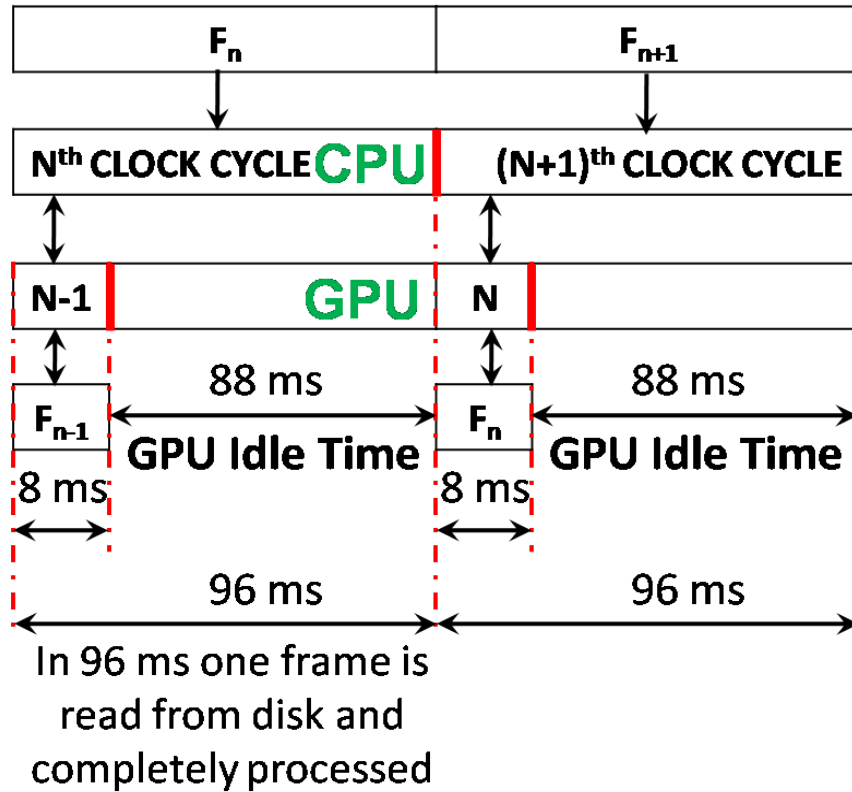 Fn Fn+1
Nth CLOCK CYCLE CPU (N+1)th CLOCK CYCLE
N-1 GPU N
Fn-1 88 ms Fn 88 ms
GPU Idle Time GPU Idle Time
8 ms 8 ms
96 ms 96 ms
In 96 ms one frame is
read from disk and
completely processed